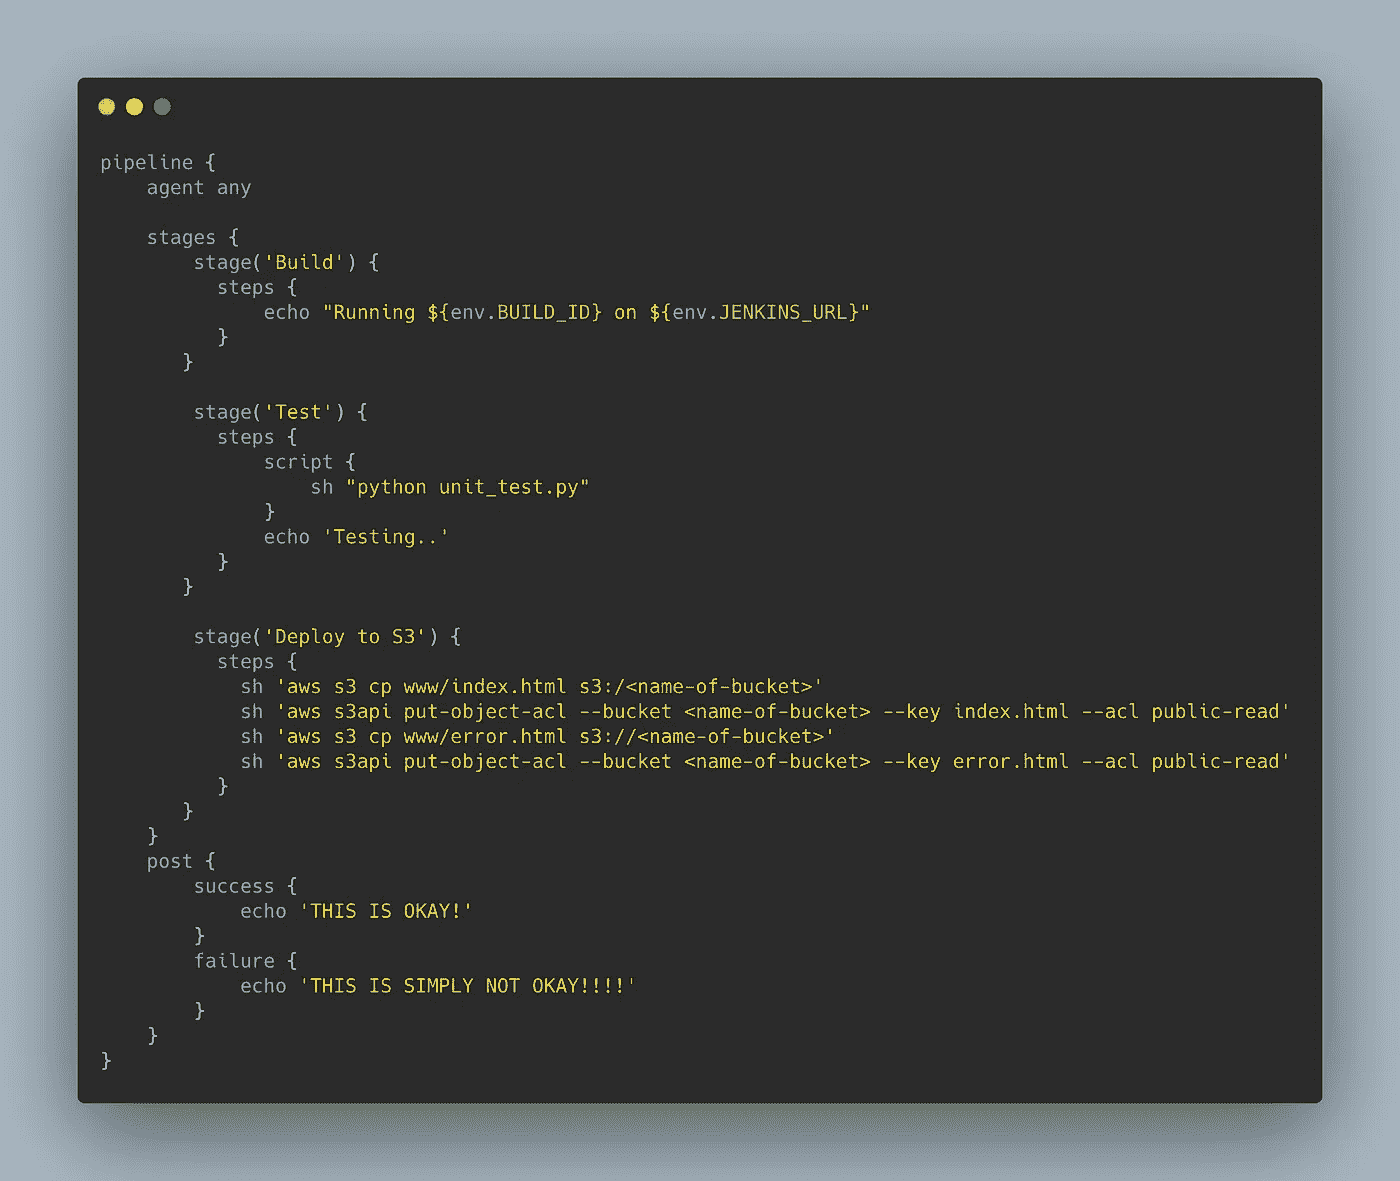 pipeline {
    agent any

    stages {
        stage('Build') {
          steps {
              echo "Running ${env.BUILD_ID} on ${env.JENKINS_URL}"
          }
       }

        stage('Test') {
          steps {
              script {
                  sh "python unit_test.py"
              }
              echo 'Testing..'
          }
       }

        stage('Deploy to S3') {
          steps {
            sh 'aws s3 cp www/index.html s3:/<name-of-bucket>'
            sh 'aws s3api put-object-acl --bucket <name-of-bucket> --key index.html --acl public-read'
            sh 'aws s3 cp www/error.html s3://<name-of-bucket>'
            sh 'aws s3api put-object-acl --bucket <name-of-bucket> --key error.html --acl public-read'
          }
       }
    }
    post {
        success {
            echo 'THIS IS OKAY!'
        }
        failure {
            echo 'THIS IS SIMPLY NOT OKAY!!!!'
        }
    }
}